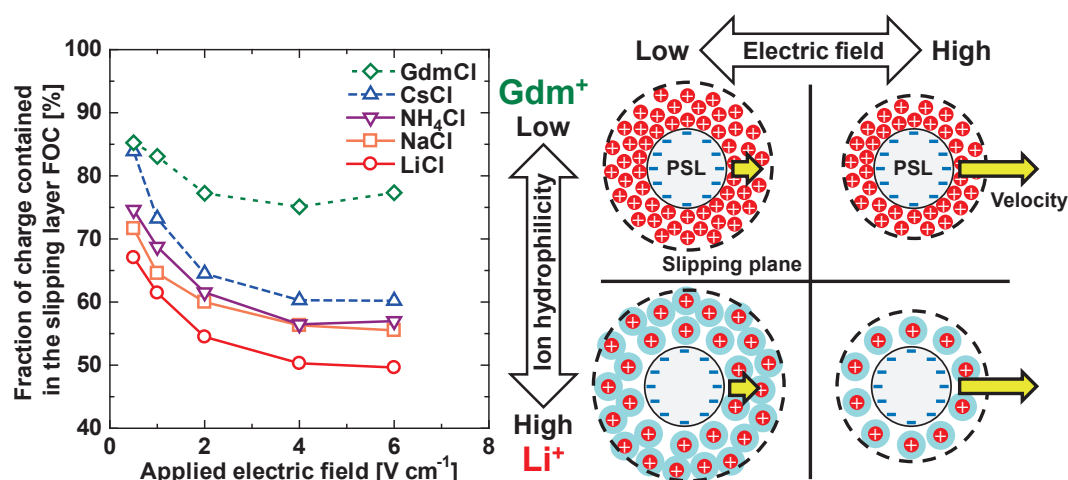 Fraction of charge contained
in the slipping layer FOC [%]
100
90
80
70
60
50
40
0
2
4
6
8
Applied electric field [V cm⁻¹]
GdmCl
CsCl
NH₄Cl
NaCl
LiCl
Low
Electric field
High
Gdm⁺
Low
Ion hydrophilicity
High
Li⁺
PSL
PSL
Velocity
Slipping plane